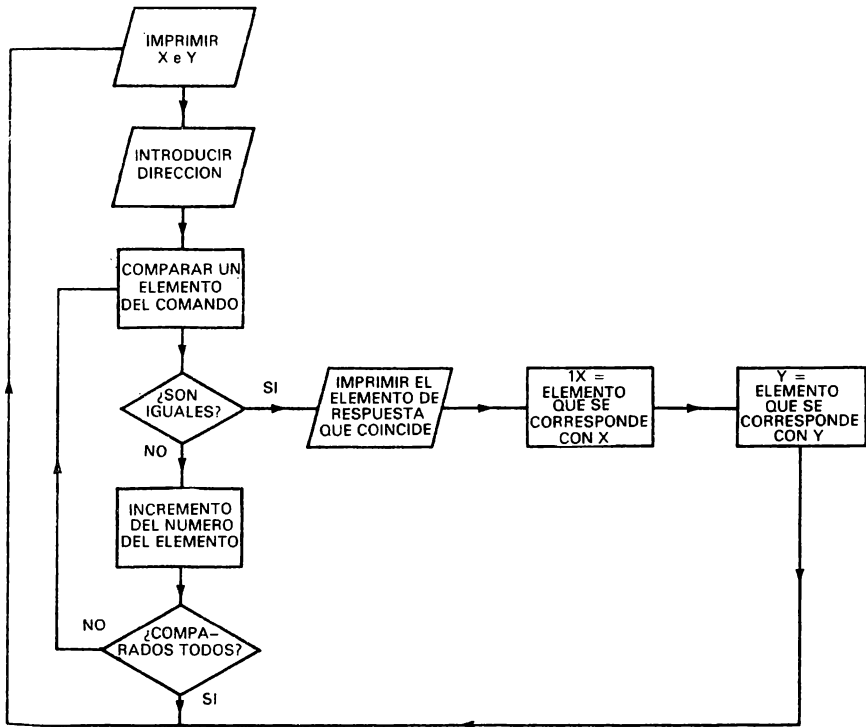 IMPRIMIR
X e Y
INTRODUCIR
DIRECCION
COMPARAR UN
ELEMENTO
DEL COMANDO
¿SON
IGUALES?
SI
NO
IMPRIMIR EL
ELEMENTO DE
RESPUESTA
QUE COINCIDE
1X =
ELEMENTO
QUE SE
CORRESPONDE
CON X
Y =
ELEMENTO
QUE SE
CORRESPONDE
CON Y
INCREMENTO
DEL NUMERO
DEL ELEMENTO
¿COMPA–
RADOS TODOS?
NO
SI